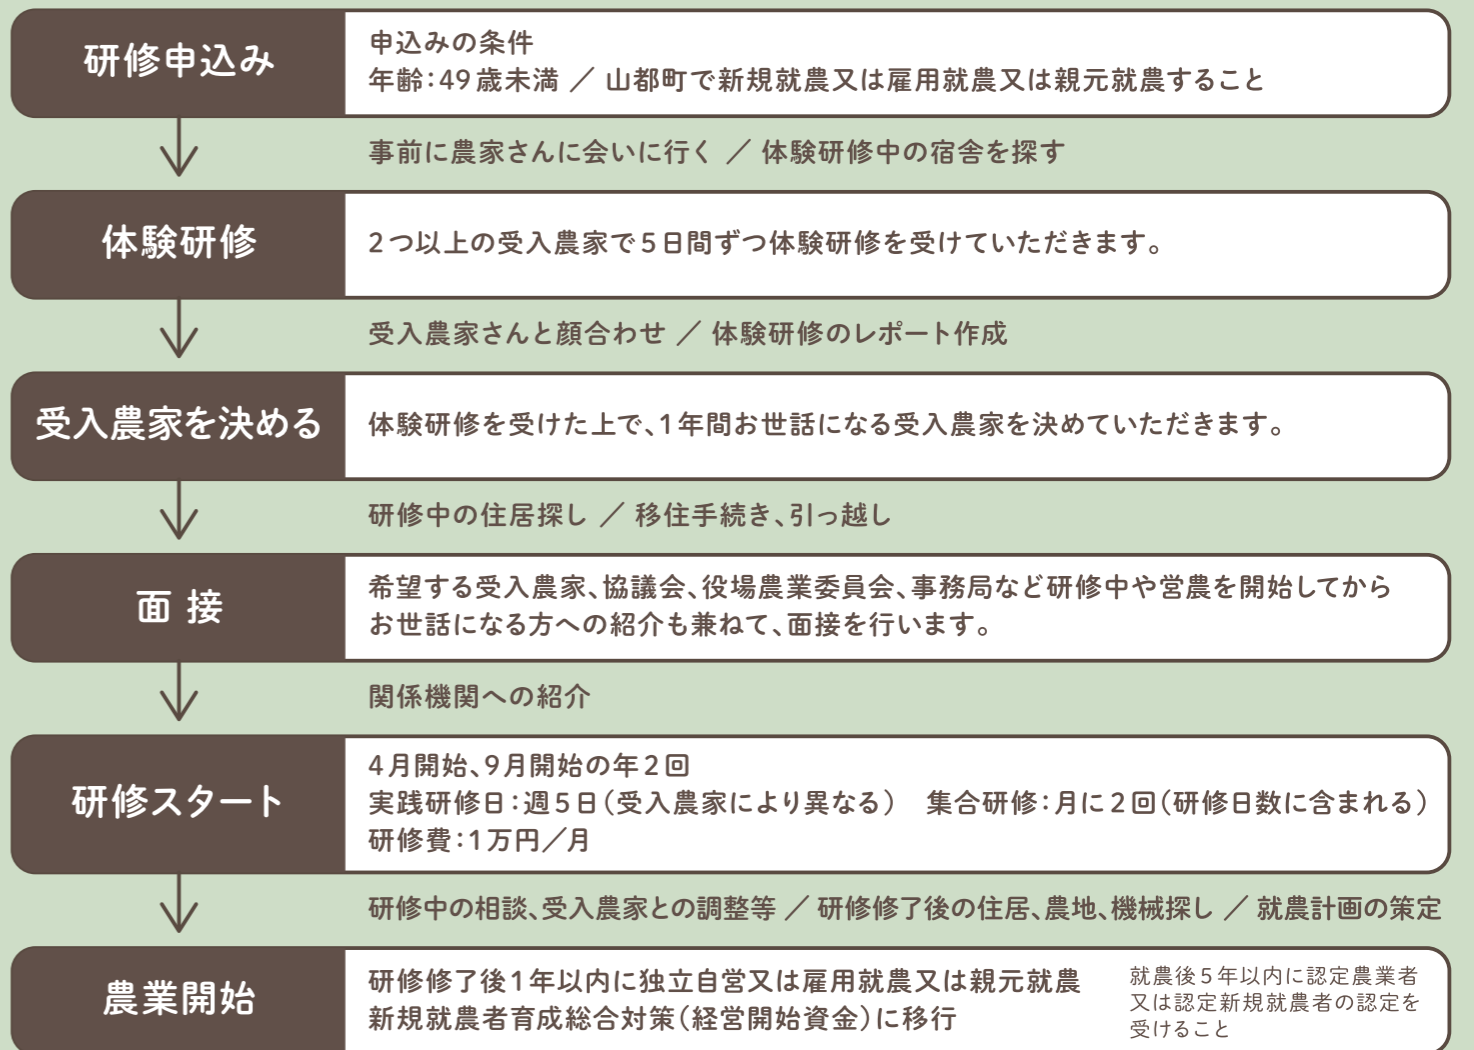 研修申込み
申込みの条件
年齢：49歳未満 ／ 山都町で新規就農又は雇用就農又は親元就農すること
事前に農家さんに会いに行く ／ 体験研修中の宿舎を探す
体験研修
2つ以上の受入農家で5日間ずつ体験研修を受けていただきます。
受入農家さんと顔合わせ ／ 体験研修のレポート作成
受入農家を決める
体験研修を受けた上で、1年間お世話になる受入農家を決めていただきます。
研修中の住居探し ／ 移住手続き、引っ越し
面 接
希望する受入農家、協議会、役場農業委員会、事務局など研修中や営農を開始してから
お世話になる方への紹介も兼ねて、面接を行います。
関係機関への紹介
研修スタート
4月開始、9月開始の年2回
実践研修日：週5日（受入農家により異なる）　集合研修：月に2回（研修日数に含まれる）
研修費：1万円／月
研修中の相談、受入農家との調整等 ／ 研修修了後の住居、農地、機械探し ／ 就農計画の策定
農業開始
研修修了後1年以内に独立自営又は雇用就農又は親元就農
新規就農者育成総合対策（経営開始資金）に移行
就農後5年以内に認定農業者
又は認定新規就農者の認定を
受けること